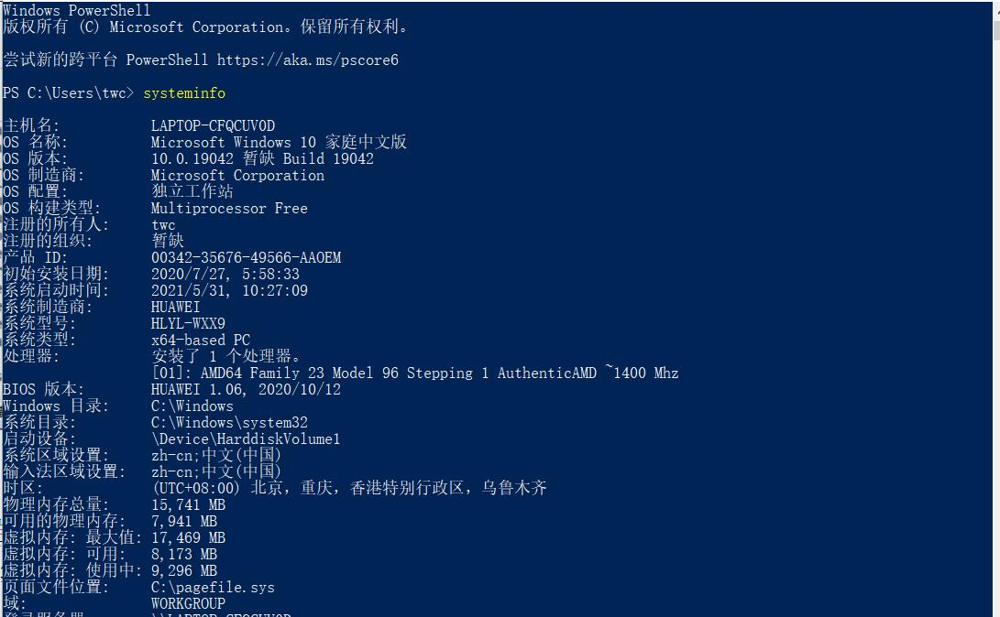 Windows PowerShell
版权所有 (C) Microsoft Corporation。保留所有权利。
尝试新的跨平台 PowerShell https://aka.ms/pscore6
PS C:\Users\twc> systeminfo
主机名: LAPTOP-CFQCUV0D
OS 名称: Microsoft Windows 10 家庭中文版
OS 版本: 10.0.19042 暂缺 Build 19042
OS 制造商: Microsoft Corporation
OS 配置: 独立工作站
OS 构建类型: Multiprocessor Free
注册的所有人: twc
注册的组织: 暂缺
产品 ID: 00342-35676-49566-AAOEM
初始安装日期: 2020/7/27, 5:58:33
系统启动时间: 2021/5/31, 10:27:09
系统制造商: HUAWEI
系统型号: HLYL-WXX9
系统类型: x64-based PC
处理器: 安装了 1 个处理器。
[01]: AMD64 Family 23 Model 96 Stepping 1 AuthenticAMD ~1400 Mhz
BIOS 版本: HUAWEI 1.06, 2020/10/12
Windows 目录: C:\Windows
系统目录: C:\Windows\system32
启动设备: \Device\HarddiskVolume1
系统区域设置: zh-cn;中文(中国)
输入法区域设置: zh-cn;中文(中国)
时区: (UTC+08:00) 北京，重庆，香港特别行政区，乌鲁木齐
物理内存总量: 15,741 MB
可用的物理内存: 7,941 MB
虚拟内存: 最大值: 17,469 MB
虚拟内存: 可用: 8,173 MB
虚拟内存: 使用中: 9,296 MB
页面文件位置: C:\pagefile.sys
域: WORKGROUP